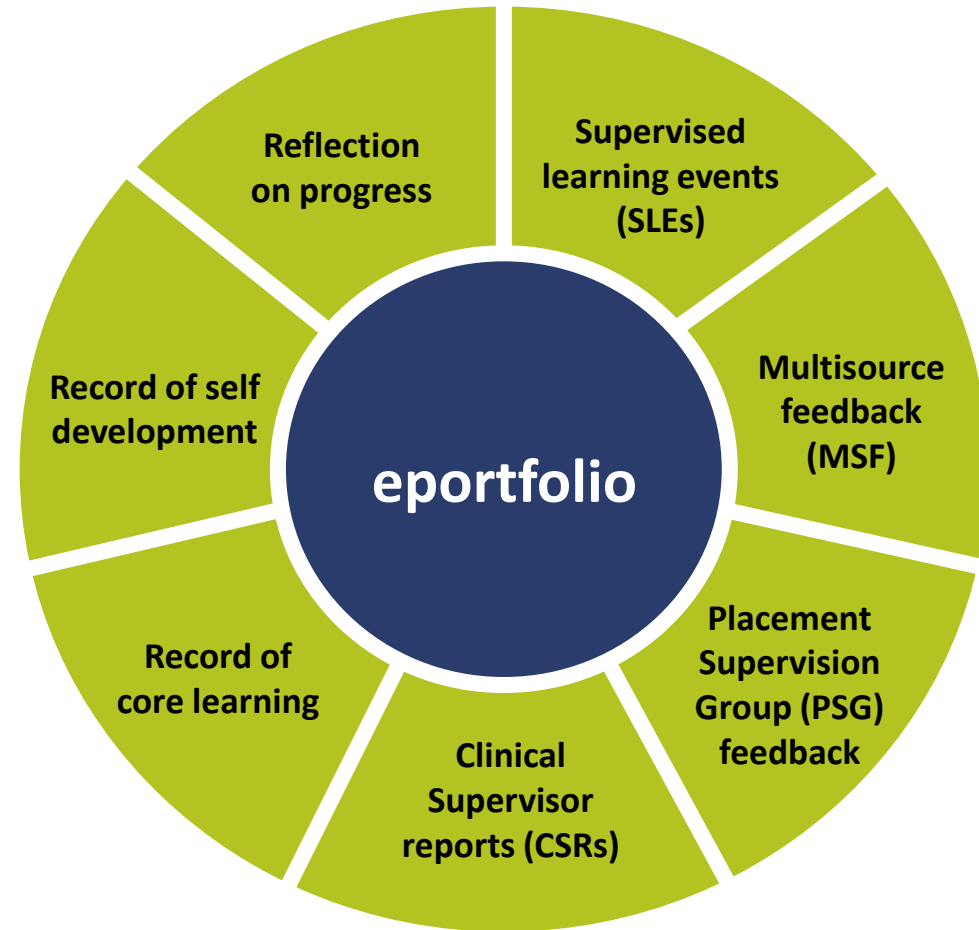 Reflection
on progress
Supervised
learning events
(SLEs)
Multisource
feedback
(MSF)
Placement
Supervision
Group (PSG)
feedback
Clinical
Supervisor
reports (CSRs)
Record of
core learning
Record of self
development
eportfolio